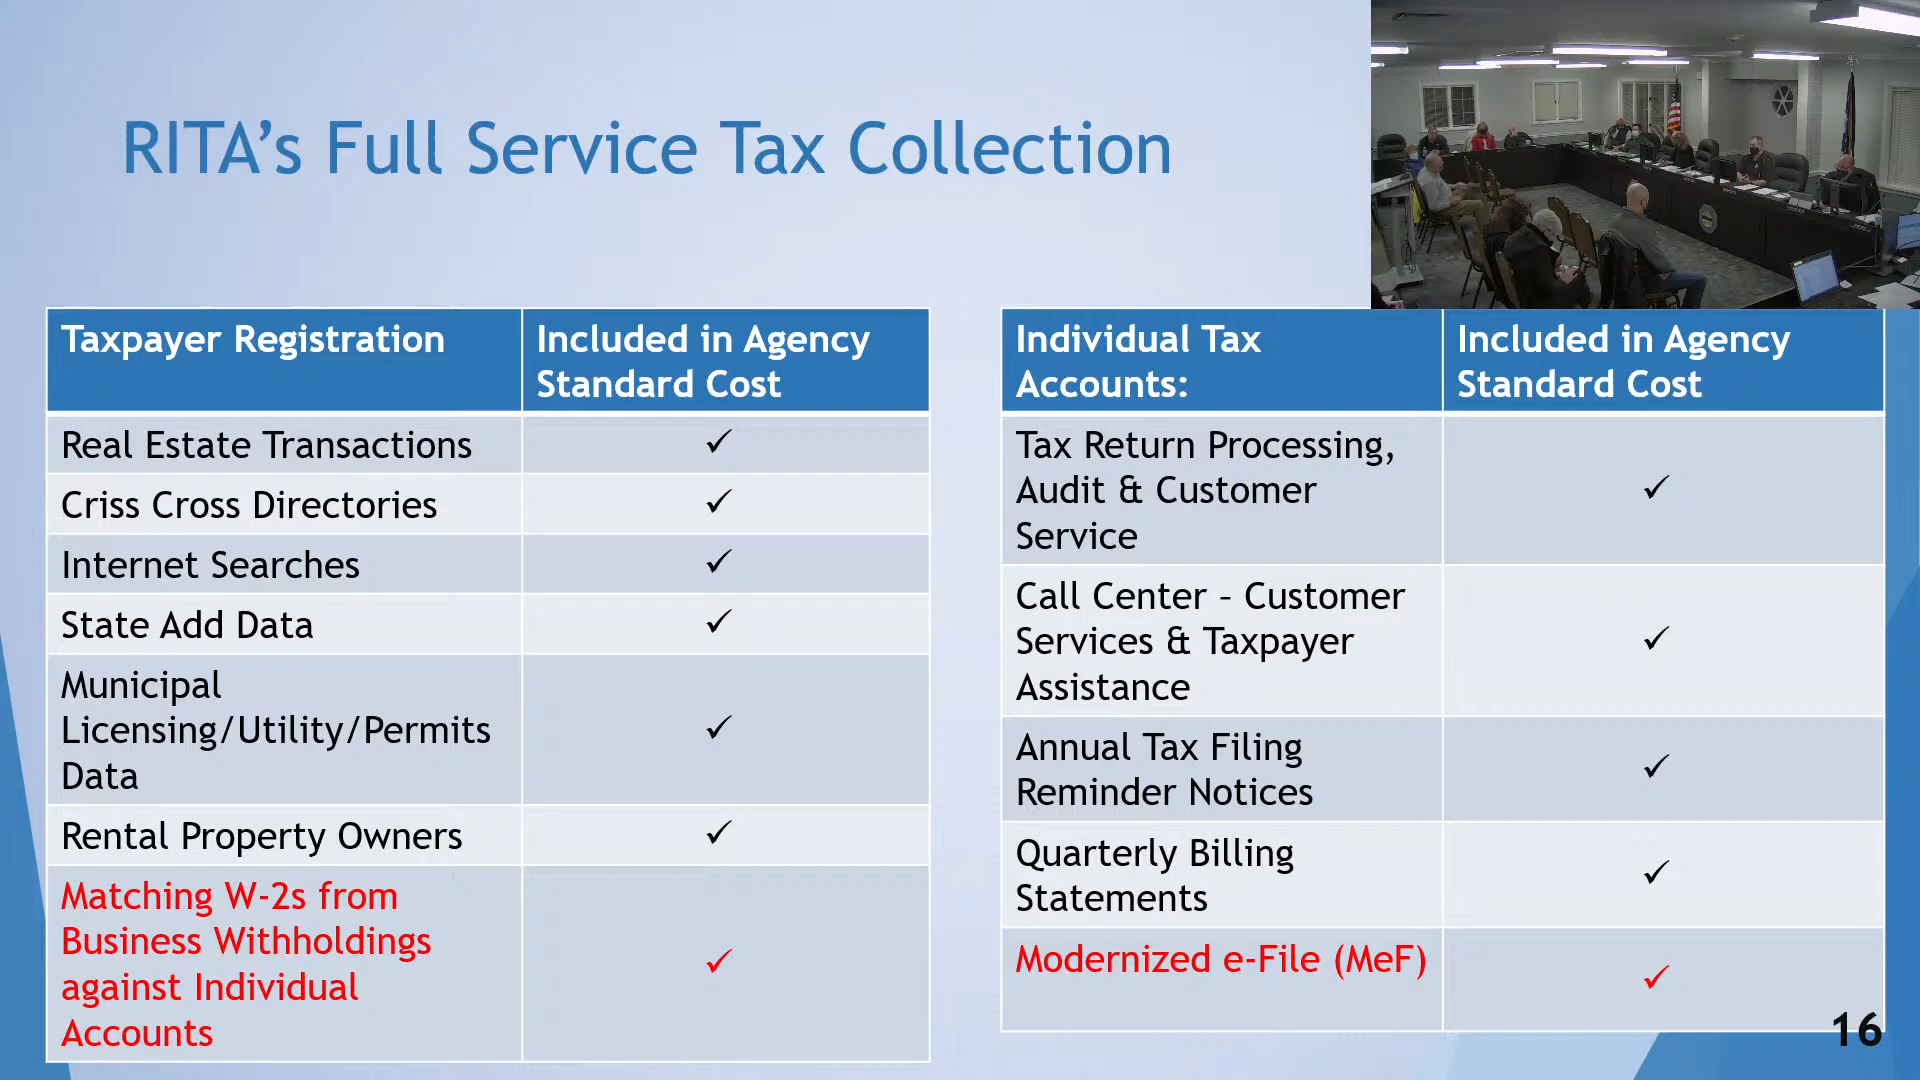 RITA’s Full Service Tax Collection
Taxpayer Registration
Included in Agency
Standard Cost
Real Estate Transactions
✓
Criss Cross Directories
✓
Internet Searches
✓
State Add Data
✓
Municipal
Licensing/Utility/Permits
Data
✓
Rental Property Owners
✓
Matching W-2s from
Business Withholdings
against Individual
Accounts
✓
Individual Tax
Accounts:
Included in Agency
Standard Cost
Tax Return Processing,
Audit & Customer
Service
✓
Call Center – Customer
Services & Taxpayer
Assistance
✓
Annual Tax Filing
Reminder Notices
✓
Quarterly Billing
Statements
✓
Modernized e-File (MeF)
✓
16